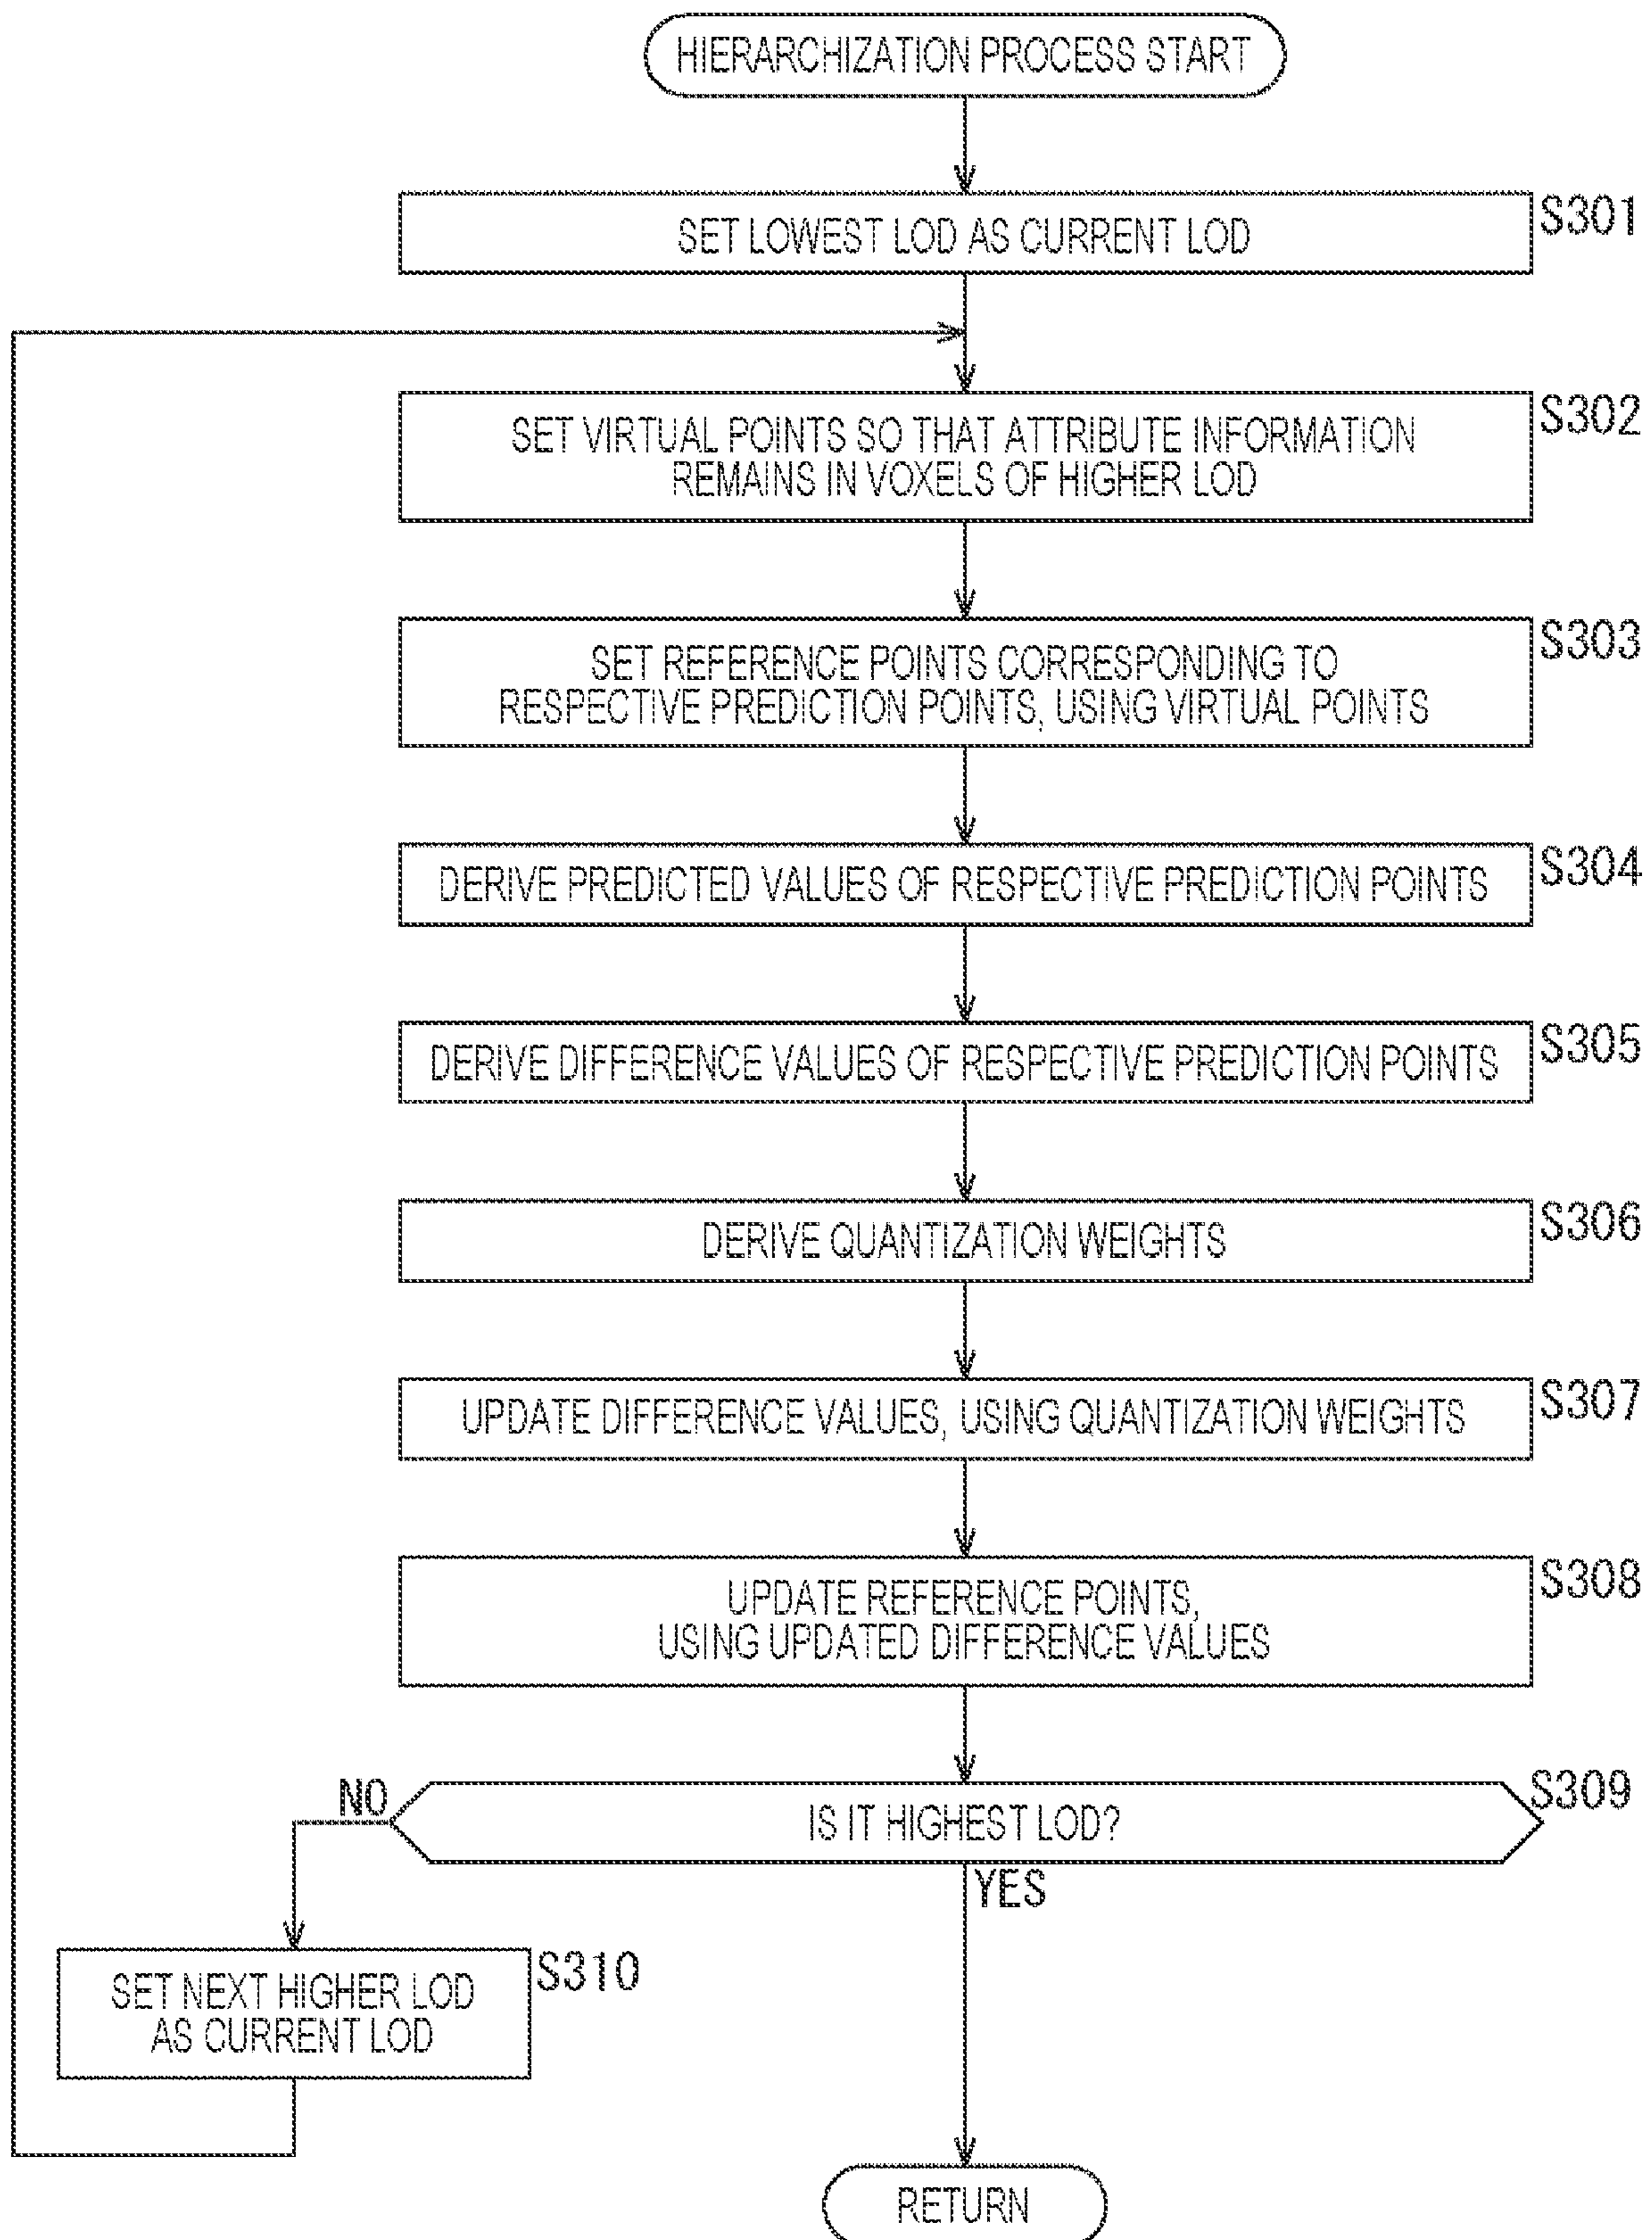 HIERARCHIZATION PROCESS START
SET LOWEST LOD AS CURRENT LOD
S301
SET VIRTUAL POINTS SO THAT ATTRIBUTE INFORMATION
REMAINS IN VOXELS OF HIGHER LOD
S302
SET REFERENCE POINTS CORRESPONDING TO
RESPECTIVE PREDICTION POINTS, USING VIRTUAL POINTS
S303
DERIVE PREDICTED VALUES OF RESPECTIVE PREDICTION POINTS
S304
DERIVE DIFFERENCE VALUES OF RESPECTIVE PREDICTION POINTS
S305
DERIVE QUANTIZATION WEIGHTS
S306
UPDATE DIFFERENCE VALUES, USING QUANTIZATION WEIGHTS
S307
UPDATE REFERENCE POINTS,
USING UPDATED DIFFERENCE VALUES
S308
NO
IS IT HIGHEST LOD?
S309
YES
SET NEXT HIGHER LOD
AS CURRENT LOD
S310
RETURN